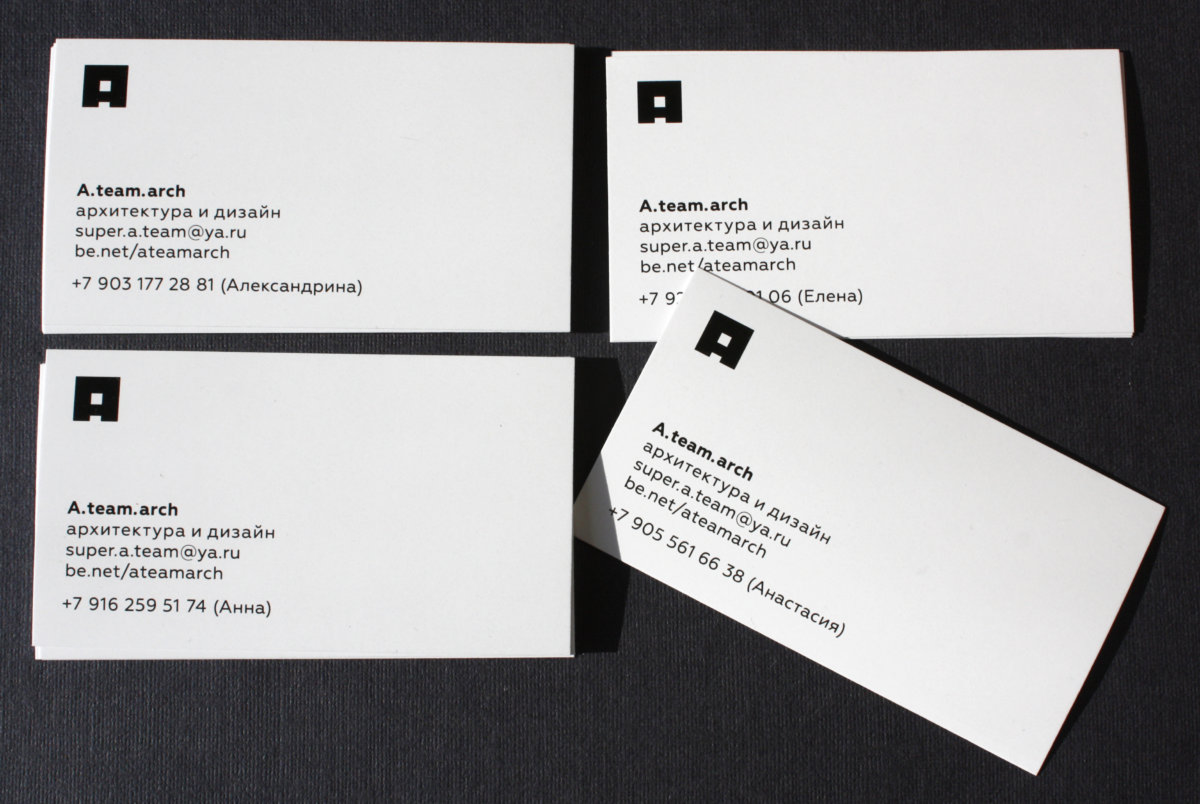 A.team.arch
архитектура и дизайн
super.a.team@ya.ru
be.net/ateamarch
+7 903 177 28 81 (Александрина)
A.team.arch
архитектура и дизайн
super.a.team@ya.ru
be.net/ateamarch
+7 06 (Елена)
A.team.arch
архитектура и дизайн
super.a.team@ya.ru
be.net/ateamarch
+7 916 259 51 74 (Анна)
A.team.arch
архитектура и дизайн
super.a.team@ya.ru
be.net/ateamarch
+7 905 561 66 38 (Анастасия)